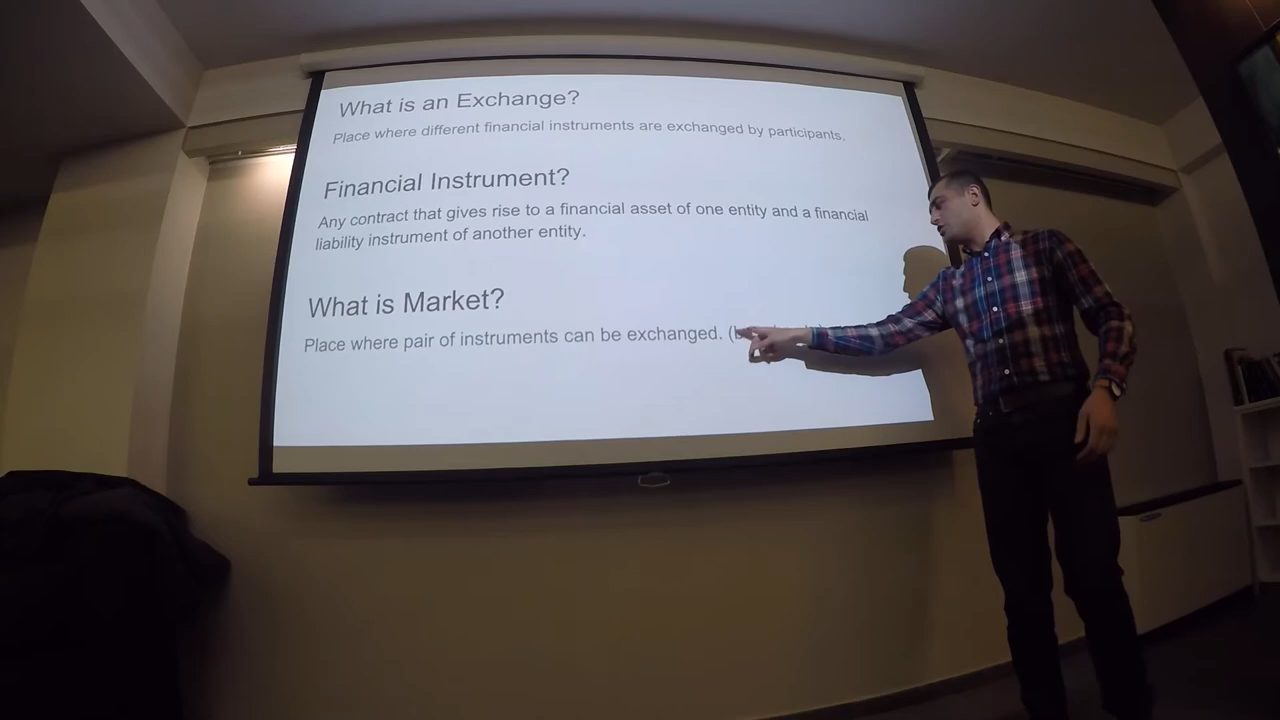 What is an Exchange?
Place where different financial instruments are exchanged by participants.
Financial Instrument?
Any contract that gives rise to a financial asset of one entity and a financial
liability instrument of another entity.
What is Market?
Place where pair of instruments can be exchanged.